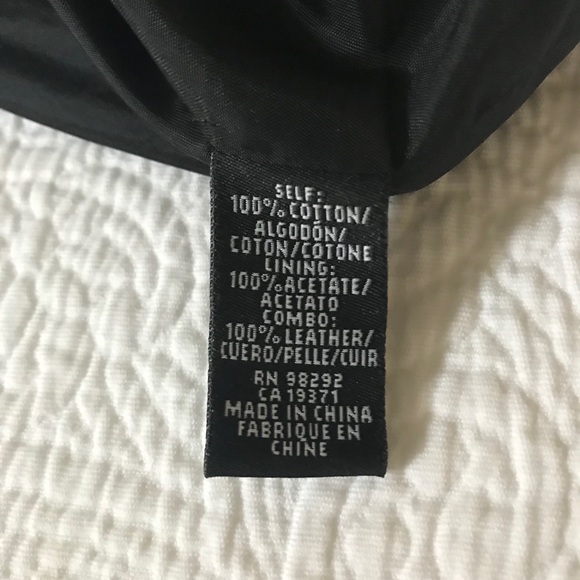 SELF:
100% COTTON/
ALGODÓN/
COTON/COTONE
LINING:
100% ACETATE/
ACETATO
COMBO:
100% LEATHER/
CUERO/PELLE/CUIR
RN 98292
CA 19371
MADE IN CHINA
FABRIQUE EN
CHINE